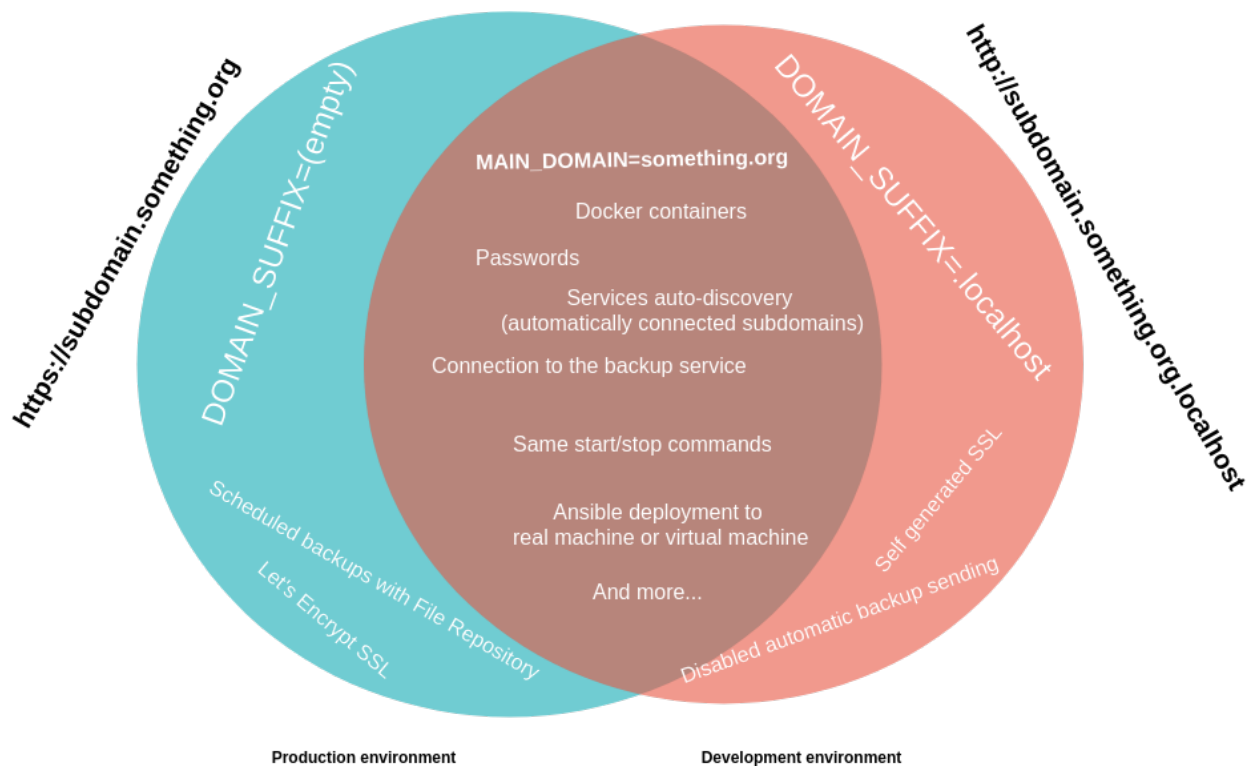 https://subdomain.something.org
DOMAIN_SUFFIX=(empty)
Scheduled backups with File Repository
Let's Encrypt SSL
MAIN_DOMAIN=something.org
Docker containers
Passwords
Services auto-discovery
(automatically connected subdomains)
Connection to the backup service
Same start/stop commands
Ansible deployment to
real machine or virtual machine
And more...
DOMAIN_SUFFIX=.localhost
http://subdomain.something.org.localhost
Self generated SSL
Disabled automatic backup sending
Production environment
Development environment